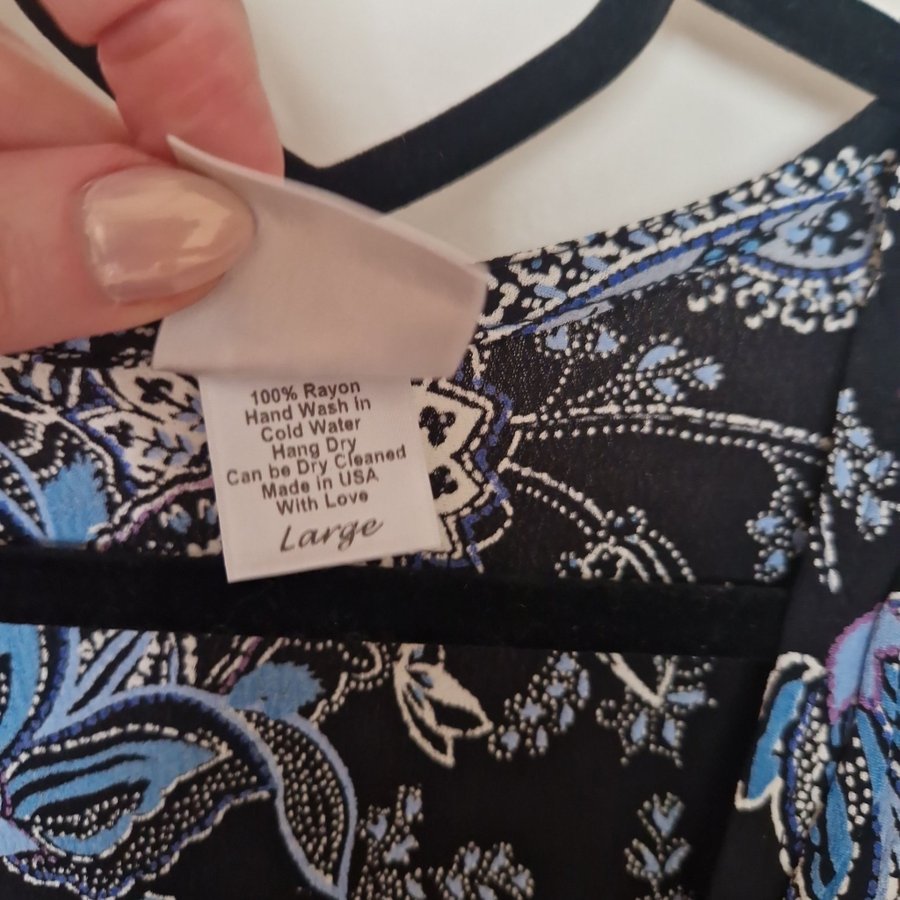 100% Rayon
Hand Wash in
Cold Water
Hang Dry
Can be Dry Cleaned
Made in USA
With Love
Large